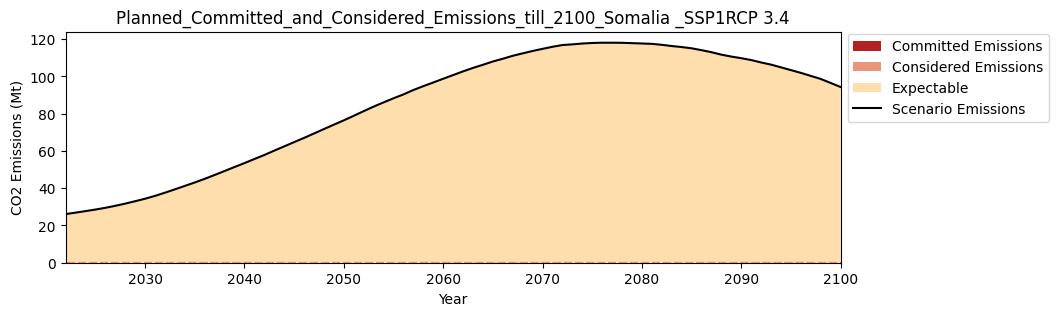 Planned_Committed_and_Considered_Emissions_till_2100_Somalia _SSP1RCP 3.4
CO2 Emissions (Mt)
120
100
80
60
40
20
0
2030 2040 2050 2060 2070 2080 2090 2100
Year
Committed Emissions
Considered Emissions
Expectable
Scenario Emissions